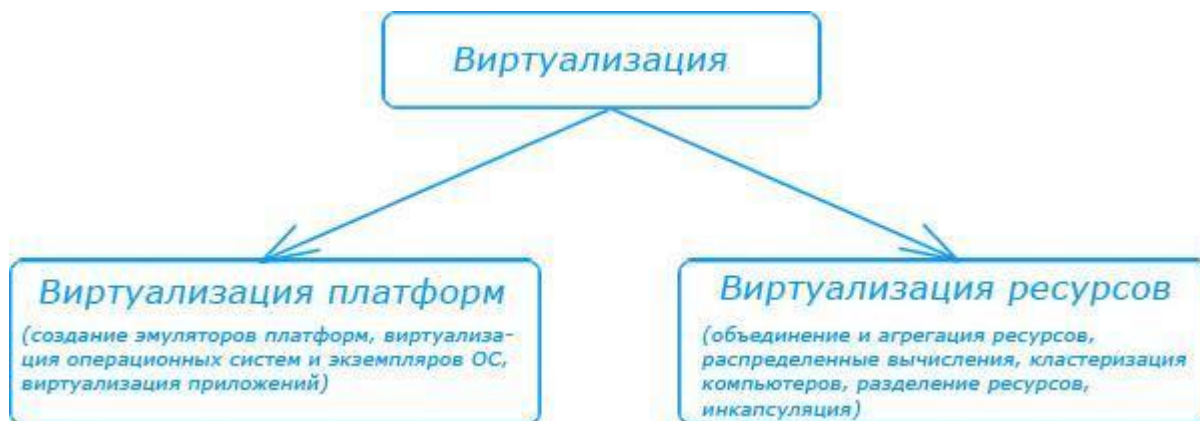 Виртуализация
Виртуализация платформ
(создание эмуляторов платформ, виртуализа-
ция операционных систем и экземпляров ОС,
виртуализация приложений)
Виртуализация ресурсов
(объединение и агрегация ресурсов,
распределенные вычисления, кластеризация
компьютеров, разделение ресурсов,
инкапсуляция)